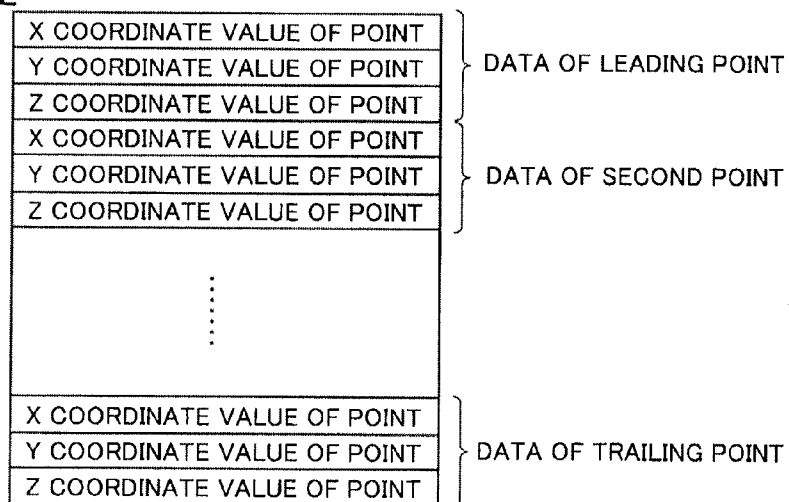 X COORDINATE VALUE OF POINT
Y COORDINATE VALUE OF POINT
Z COORDINATE VALUE OF POINT
DATA OF LEADING POINT
X COORDINATE VALUE OF POINT
Y COORDINATE VALUE OF POINT
Z COORDINATE VALUE OF POINT
DATA OF SECOND POINT
X COORDINATE VALUE OF POINT
Y COORDINATE VALUE OF POINT
Z COORDINATE VALUE OF POINT
DATA OF TRAILING POINT